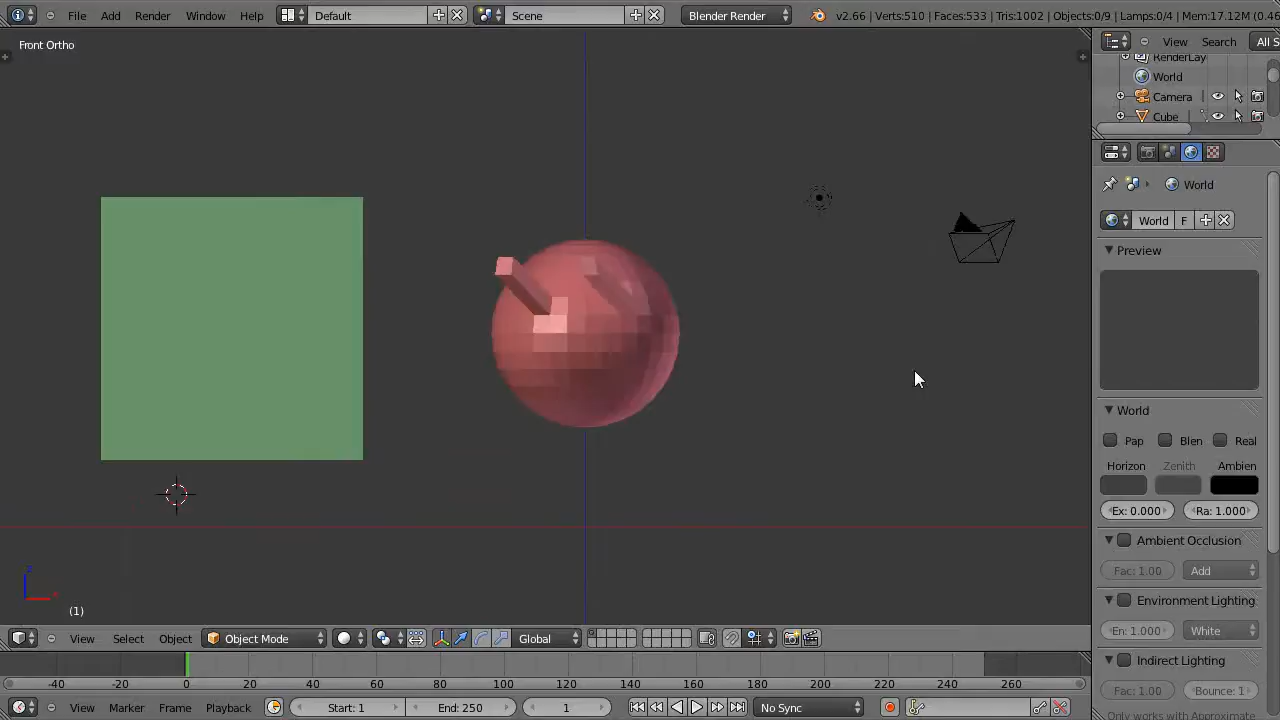 File Add Render Window Help Default Scene Blender Render v2.66 | Verts:510 | Faces:533 | Tris:1002 | Objects:0/9 | Lamps:0/4 | Mem:17.12M (0.46
Front Ortho
View Search All S
RenderLay
World
Camera
Cube
World
World F
Preview
World
Pap Blen Real
Horizon Zenith Ambien
Ex: 0.000 Ra: 1.000
Ambient Occlusion
Fac: 1.00 Add
Environment Lighting
En: 1.000 White
Indirect Lighting
Fac: 1.00 Bounce: 1
Only works with Approximate
z
x
(1)
View Select Object Object Mode Global
-40 -20 0 20 40 60 80 100 120 140 160 180 200 220 240 260
View Marker Frame Playback Start: 1 End: 250 1 No Sync